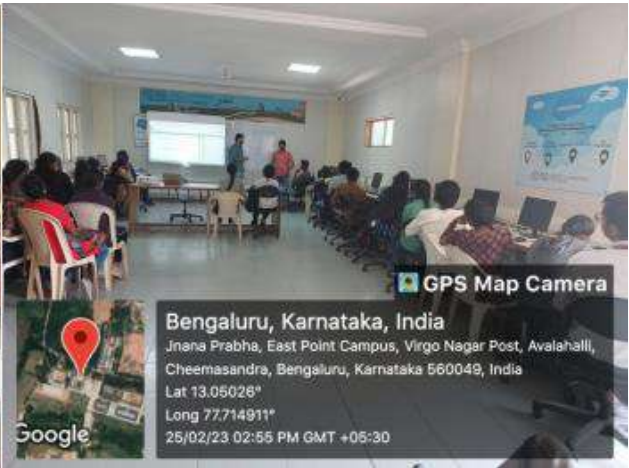 GPS Map Camera
Bengaluru, Karnataka, India
Jnana Prabha, East Point Campus, Virgo Nagar Post, Avalahalli,
Cheemasandra, Bengaluru, Karnataka 560049, India
Lat 13.05026°
Long 77.714911°
25/02/23 02:55 PM GMT +05:30
Google